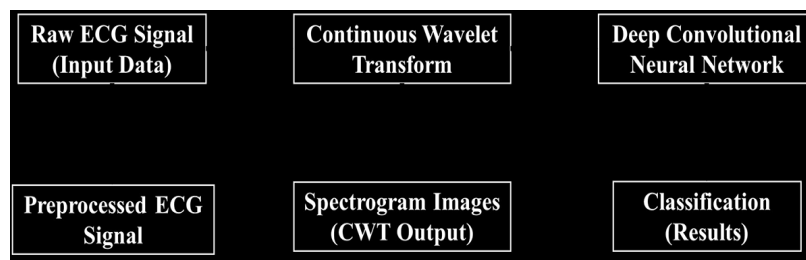 Raw ECG Signal
(Input Data)
Continuous Wavelet
Transform
Deep Convolutional
Neural Network
Preprocessed ECG
Signal
Spectrogram Images
(CWT Output)
Classification
(Results)